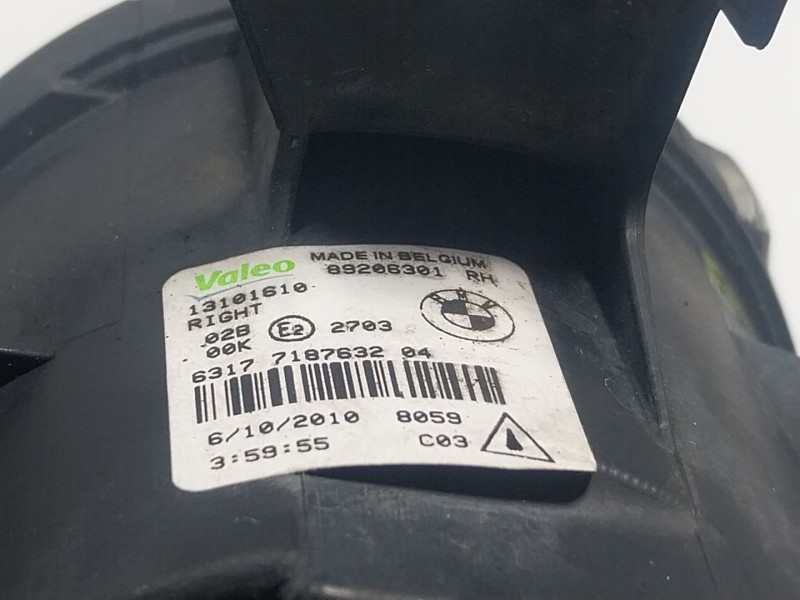 Valeo MADE IN BELGIUM
89206301 RH
13101610
RIGHT
02B E2 2703
00K
6317 7187632 04
6/10/2010 8059
3:59:55 C03